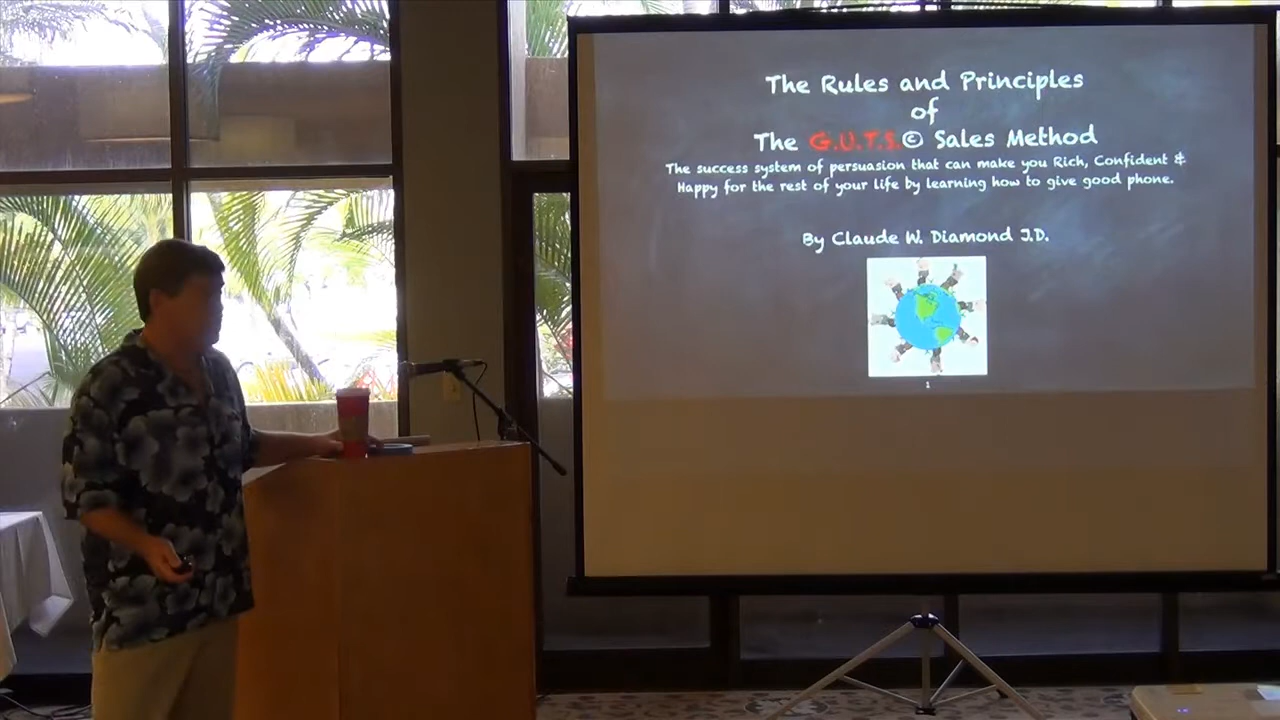 The Rules and Principles
of
The G.U.T.S.© Sales Method
The success system of persuasion that can make you Rich, Confident &
Happy for the rest of your life by learning how to give good phone.
By Claude W. Diamond J.D.
1